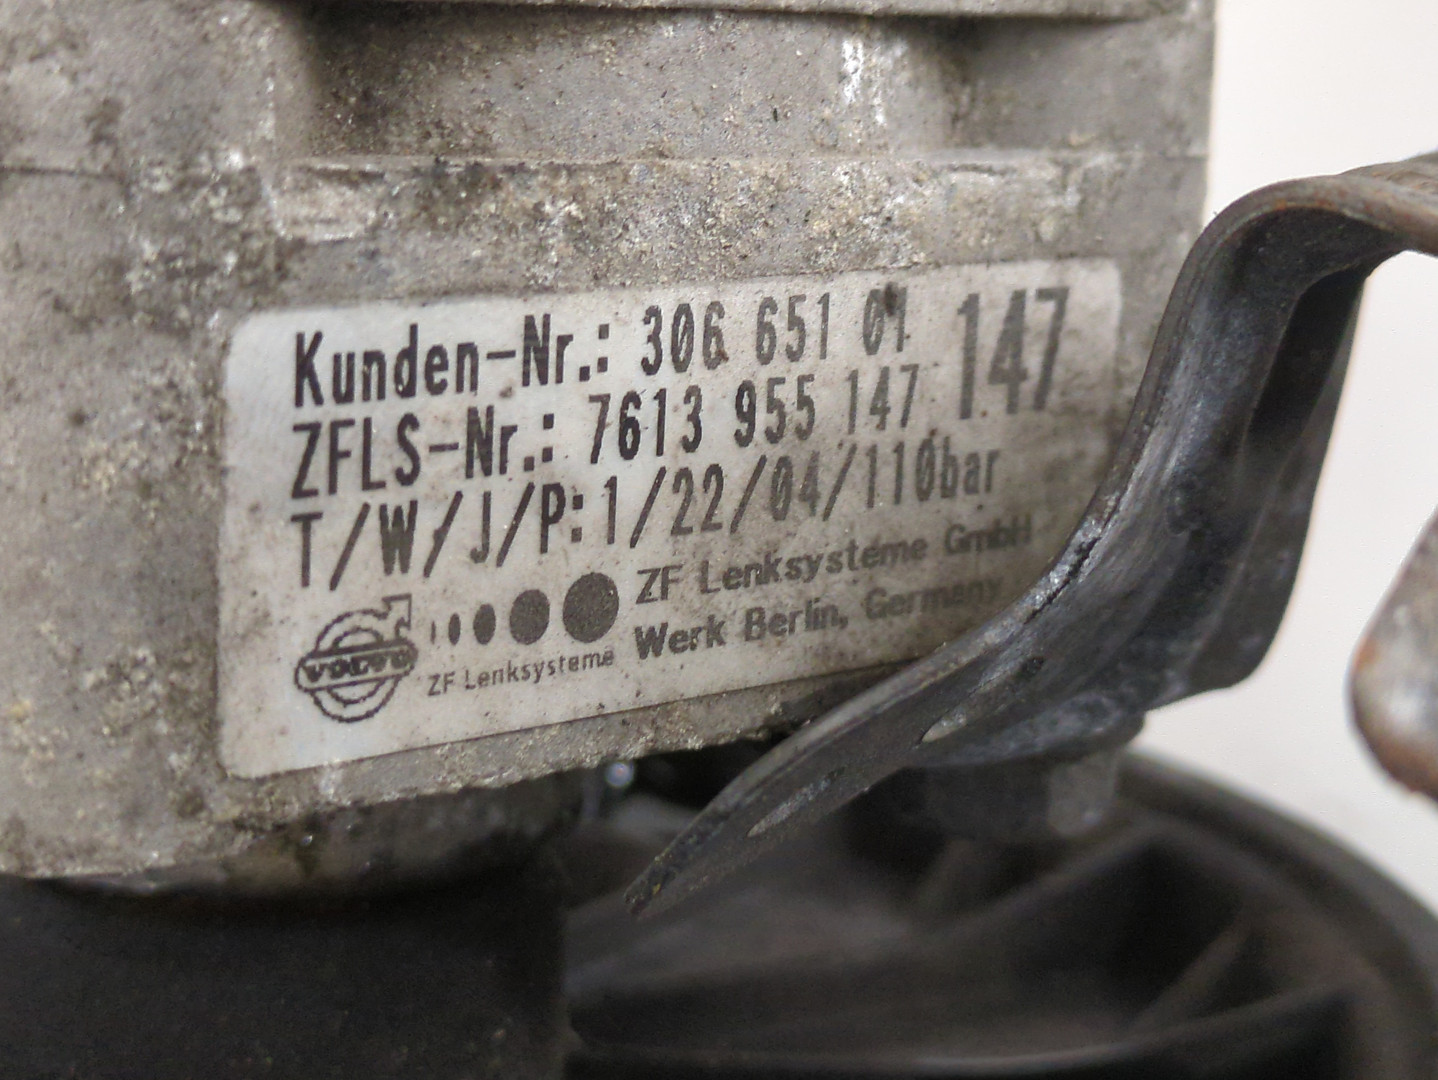 Kunden-Nr.: 306 651 01 147
ZFLS-Nr.: 7613 955 147
T/W/J/P:1/22/04/110bar
ZF Lenksysteme GmbH
Werk Berlin, Germany
VOLVO
ZF Lenksysteme